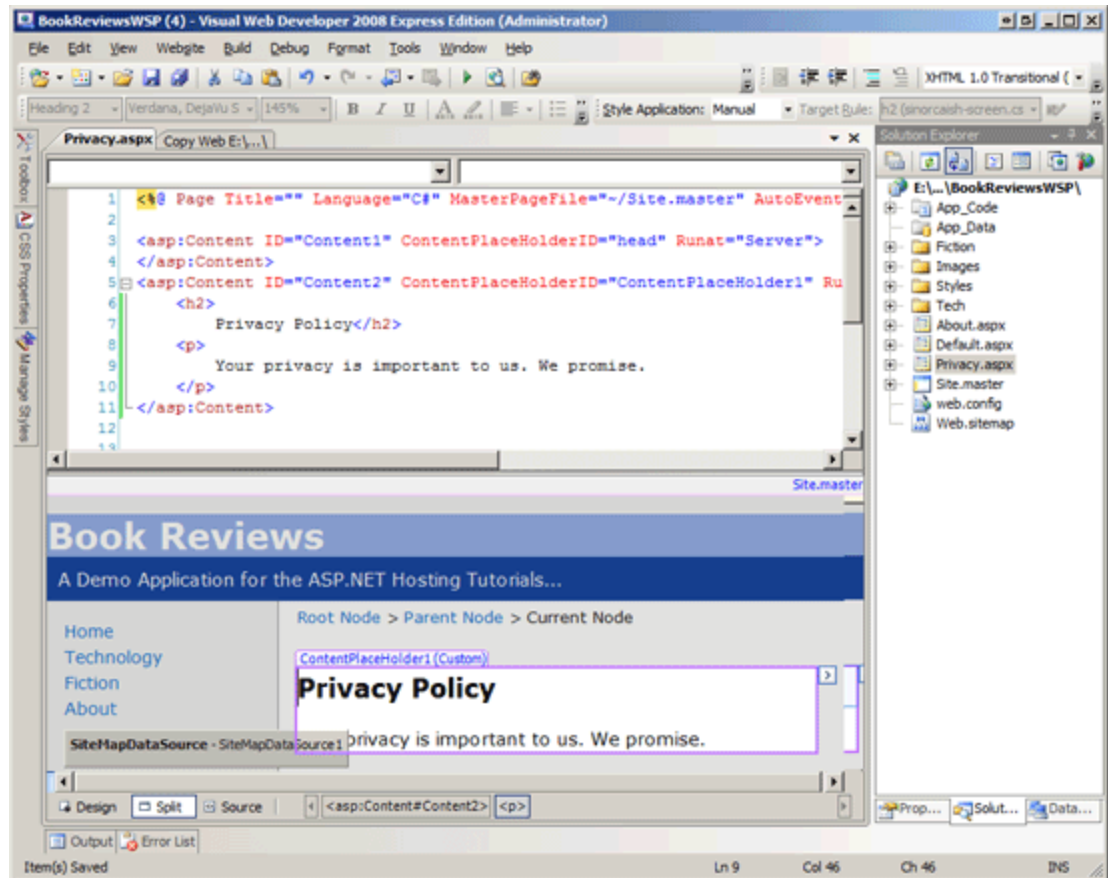 BookReviewsWSP (4) - Visual Web Developer 2008 Express Edition (Administrator)
File Edit View Website Build Debug Format Tools Window Help
XHTML 1.0 Transitional (
Heading 2 Verdana, DejaVu S 145% B I U A Style Application: Manual Target Rule: h2 (sinorcaish-screen.cs
Toolbox
CSS Properties
Manage Styles
Privacy.aspx Copy Web E:\...\
1 <%@ Page Title="" Language="C#" MasterPageFile="~/Site.master" AutoEvent
2
3 <asp:Content ID="Content1" ContentPlaceHolderID="head" Runat="Server">
4 </asp:Content>
5 <asp:Content ID="Content2" ContentPlaceHolderID="ContentPlaceHolder1" Ru
6 <h2>
7 Privacy Policy</h2>
8 <p>
9 Your privacy is important to us. We promise.
10 </p>
11 </asp:Content>
12
13
Site.master
Book Reviews
A Demo Application for the ASP.NET Hosting Tutorials...
Home
Technology
Fiction
About
SiteMapDataSource - SiteMapDataSource1
Root Node > Parent Node > Current Node
ContentPlaceHolder1 (Custom)
Privacy Policy
privacy is important to us. We promise.
Design Split Source <asp:Content#Content2> <p>
Output Error List
Solution Explorer
E:\...\BookReviewsWSP\
App_Code
App_Data
Fiction
Images
Styles
Tech
About.aspx
Default.aspx
Privacy.aspx
Site.master
web.config
Web.sitemap
Prop... Solut... Data...
Item(s) Saved Ln 9 Col 46 Ch 46 INS